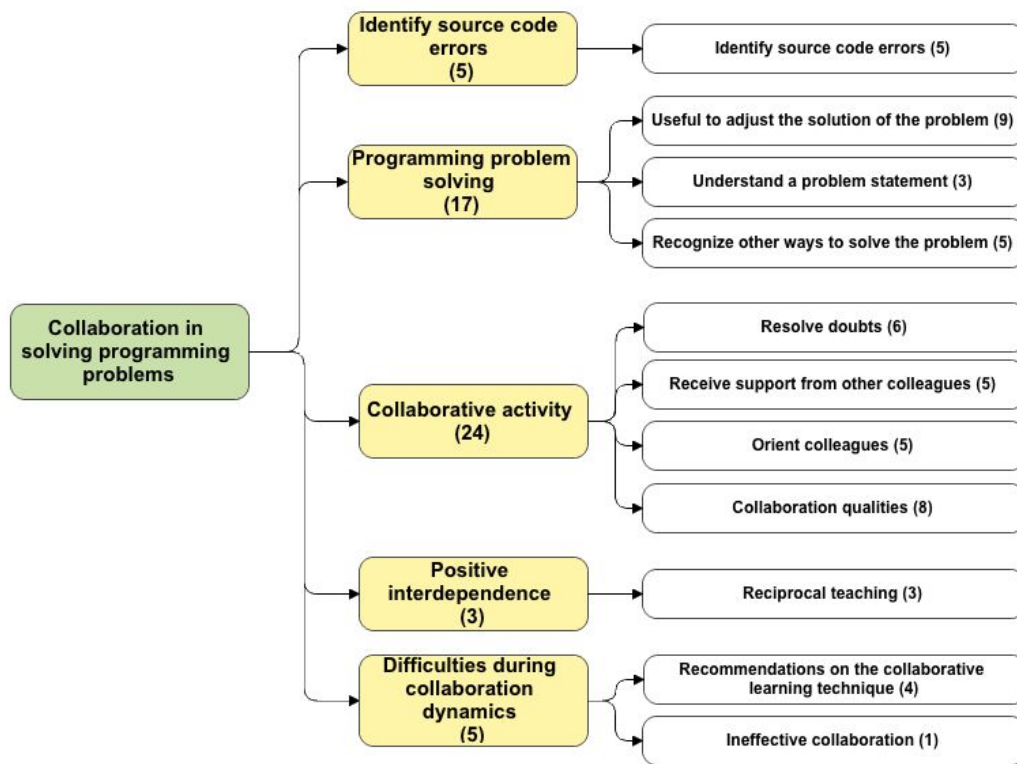 Identify source code
errors
(5)
Identify source code errors (5)
Programming problem
solving
(17)
Useful to adjust the solution of the problem (9)
Understand a problem statement (3)
Recognize other ways to solve the problem (5)
Collaboration in
solving programming
problems
Collaborative activity
(24)
Resolve doubts (6)
Receive support from other colleagues (5)
Orient colleagues (5)
Collaboration qualities (8)
Positive
interdependence
(3)
Reciprocal teaching (3)
Difficulties during
collaboration
dynamics
(5)
Recommendations on the collaborative
learning technique (4)
Ineffective collaboration (1)